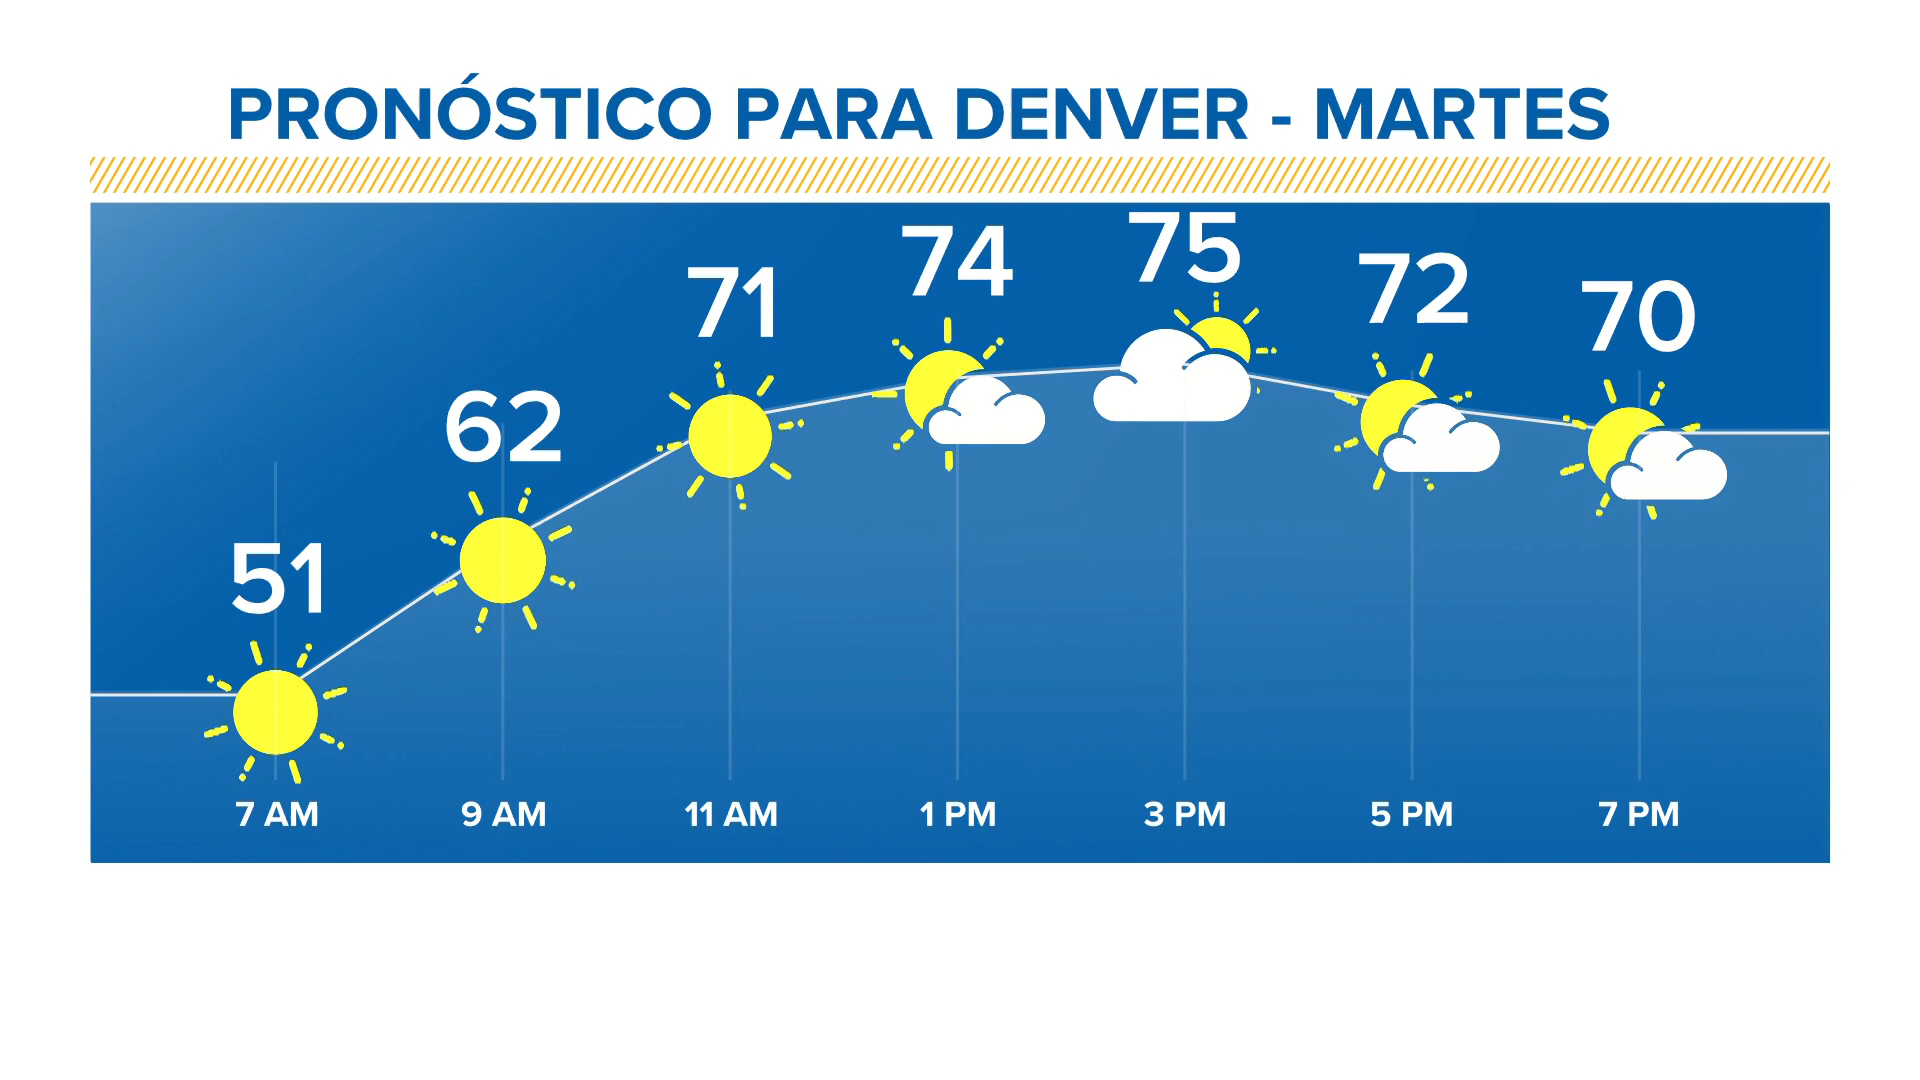 PRONÓSTICO PARA DENVER - MARTES
51 62 71 74 75 72 70
7 AM 9 AM 11 AM 1 PM 3 PM 5 PM 7 PM